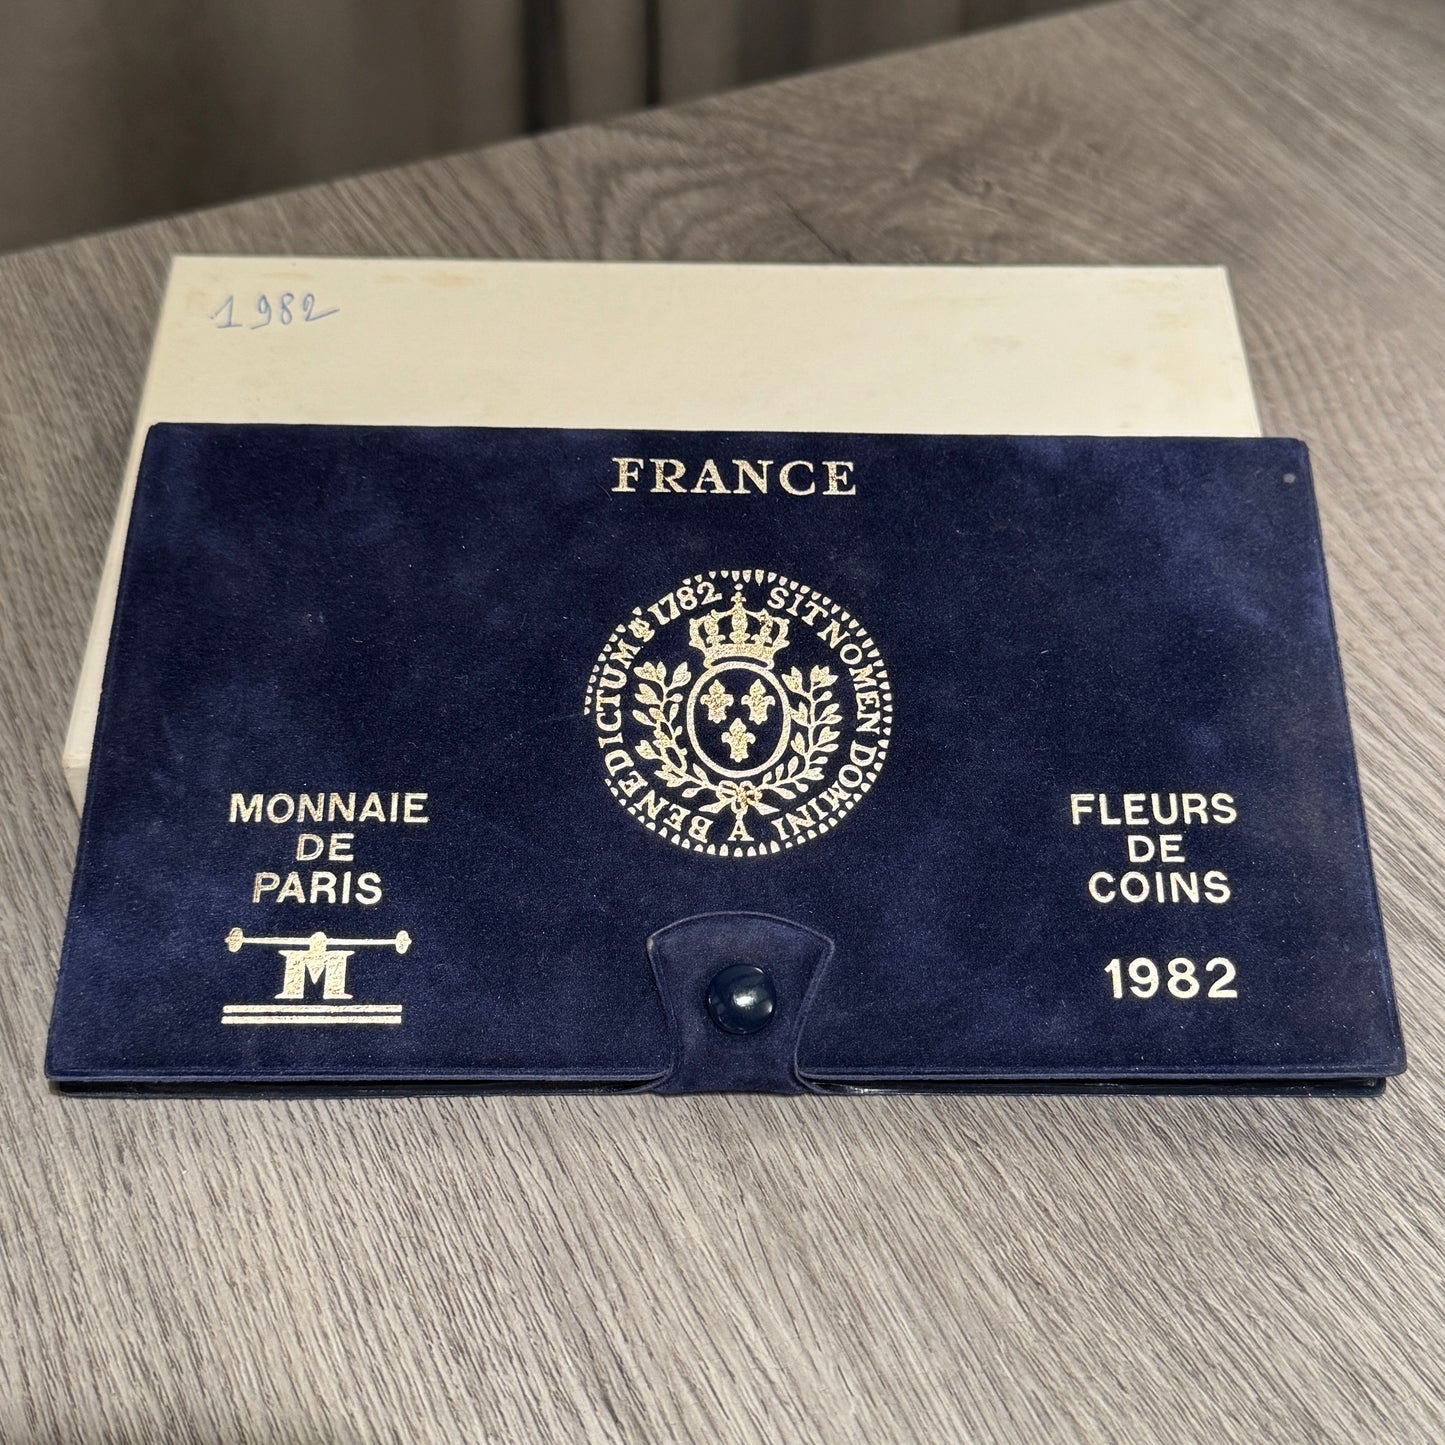 1982
FRANCE
SIT NOMEN DOMINI A BENEDICTUM 1782
MONNAIE
DE
PARIS
M
FLEURS
DE
COINS
1982